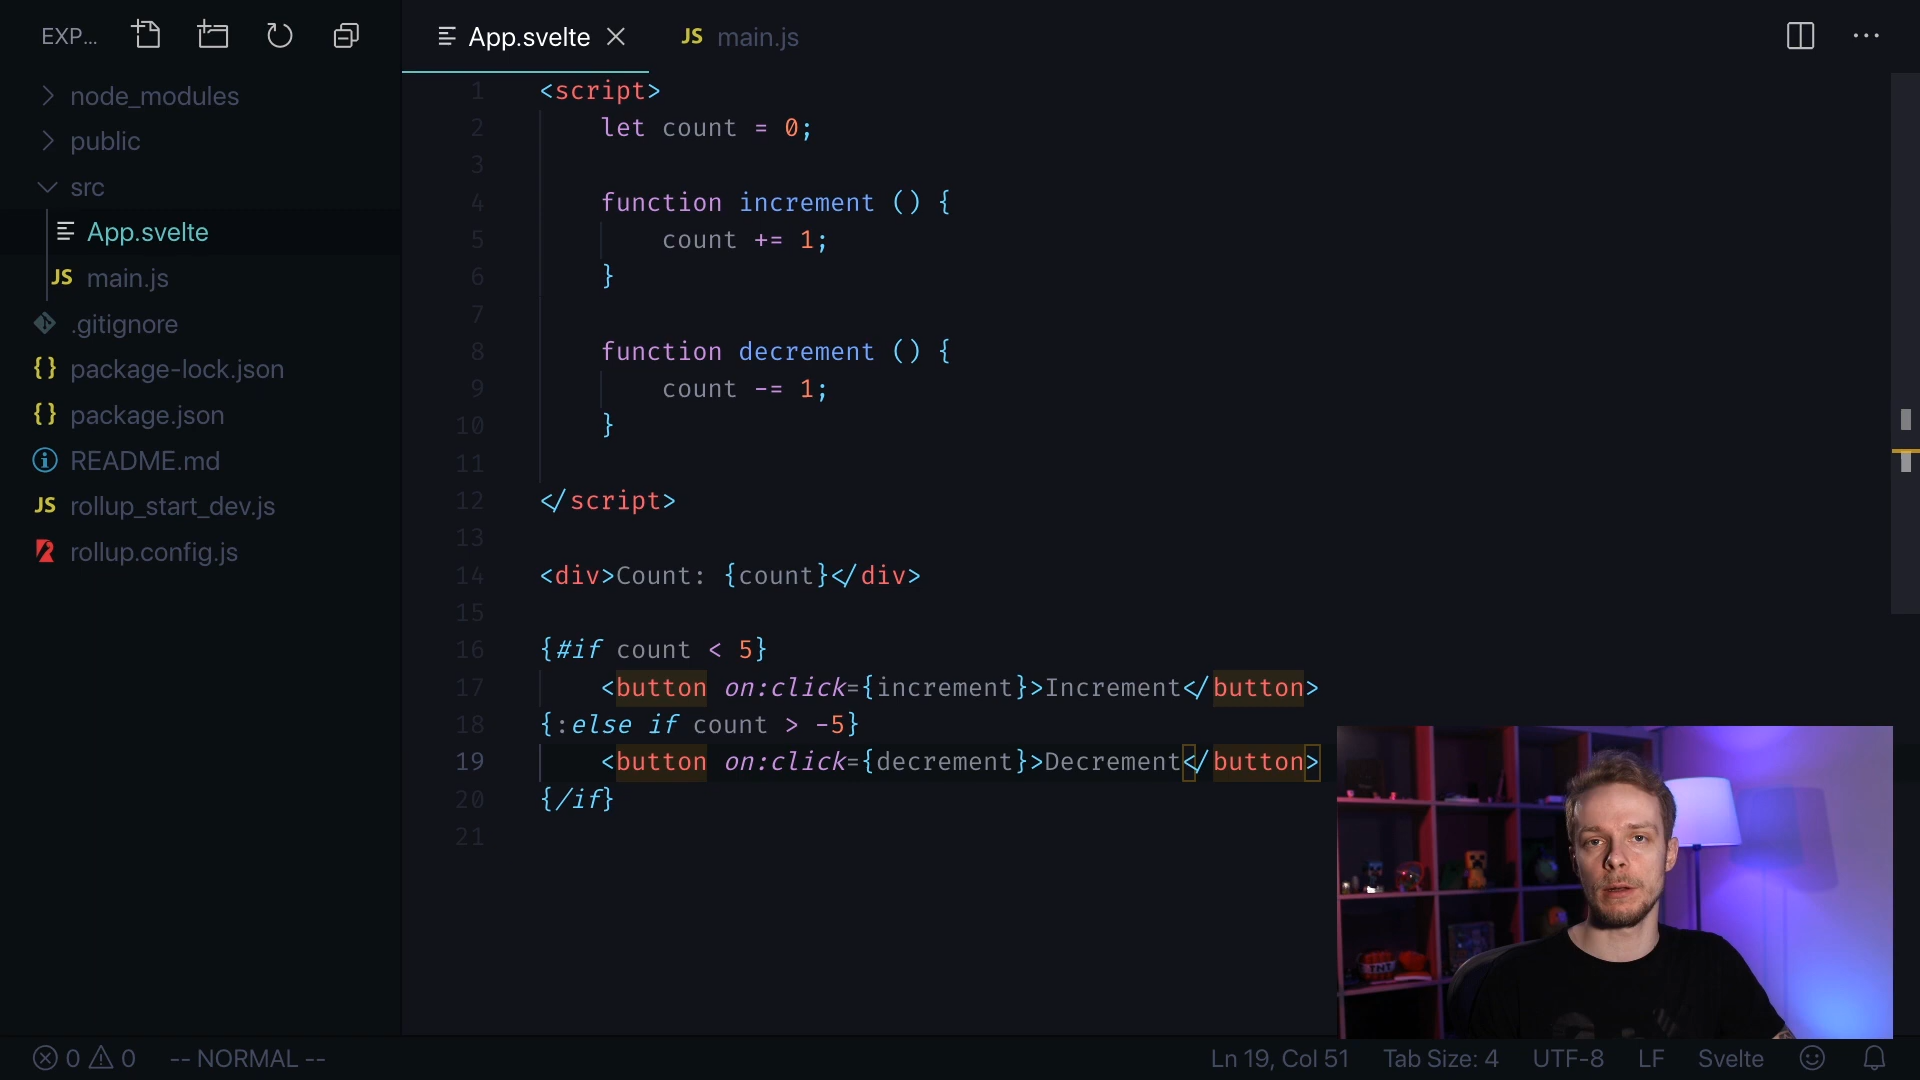 EXP...
node_modules
public
src
App.svelte
JS main.js
.gitignore
{} package-lock.json
{} package.json
README.md
JS rollup_start_dev.js
rollup.config.js
App.svelte
JS main.js
1 <script>
2 let count = 0;
3
4 function increment () {
5 count += 1;
6 }
7
8 function decrement () {
9 count -= 1;
10 }
11
12 </script>
13
14 <div>Count: {count}</div>
15
16 {#if count < 5}
17 <button on:click={increment}>Increment</button>
18 {:else if count > -5}
19 <button on:click={decrement}>Decrement</button>
20 {/if}
21
TNT
0 0 -- NORMAL --
Ln 19, Col 51 Tab Size: 4 UTF-8 LF Svelte